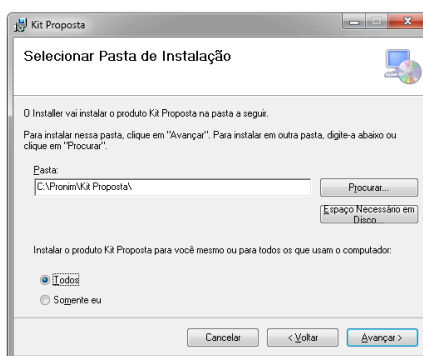 Kit Proposta
Selecionar Pasta de Instalação
O Installer vai instalar o produto Kit Proposta na pasta a seguir.
Para instalar nessa pasta, clique em "Avançar". Para instalar em outra pasta, digite-a abaixo ou
clique em "Procurar".
Pasta:
C:\Pronim\Kit Proposta\
Procurar...
Espaço Necessário em
Disco...
Instalar o produto Kit Proposta para você mesmo ou para todos os que usam o computador:
Todos
Somente eu
Cancelar
< Voltar
Avançar >